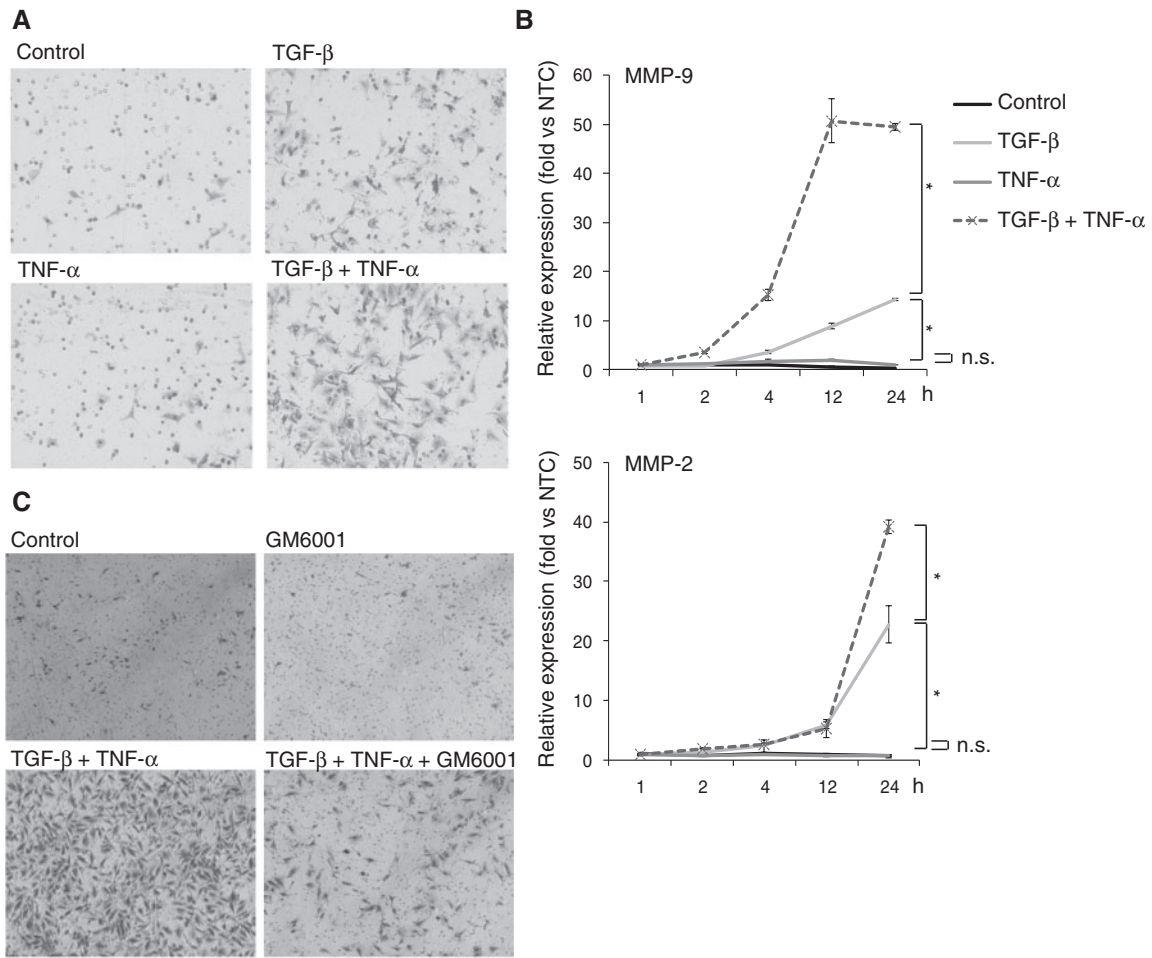 A
Control
TGF-β
TNF-α
TGF-β + TNF-α
B
Relative expression (fold vs NTC)
MMP-9
60
50
40
30
20
10
0
1 2 4 12 24 h
*
*
n.s.
Control
TGF-β
TNF-α
TGF-β + TNF-α
Relative expression (fold vs NTC)
MMP-2
50
40
30
20
10
0
1 2 4 12 24 h
*
*
n.s.
C
Control
GM6001
TGF-β + TNF-α
TGF-β + TNF-α + GM6001